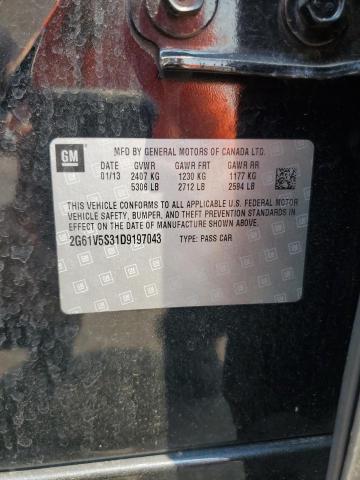 GM
MFD BY GENERAL MOTORS OF CANADA LTD.
DATE GVWR GAWR FRT GAWR RR
01/13 2407 KG 1230 KG 1177 KG
5306 LB 2712 LB 2594 LB
THIS VEHICLE CONFORMS TO ALL APPLICABLE U.S. FEDERAL MOTOR
VEHICLE SAFETY, BUMPER, AND THEFT PREVENTION STANDARDS IN
EFFECT ON THE DATE OF MANUFACTURE SHOWN ABOVE.
2G61V5S31D9197043 TYPE: PASS CAR